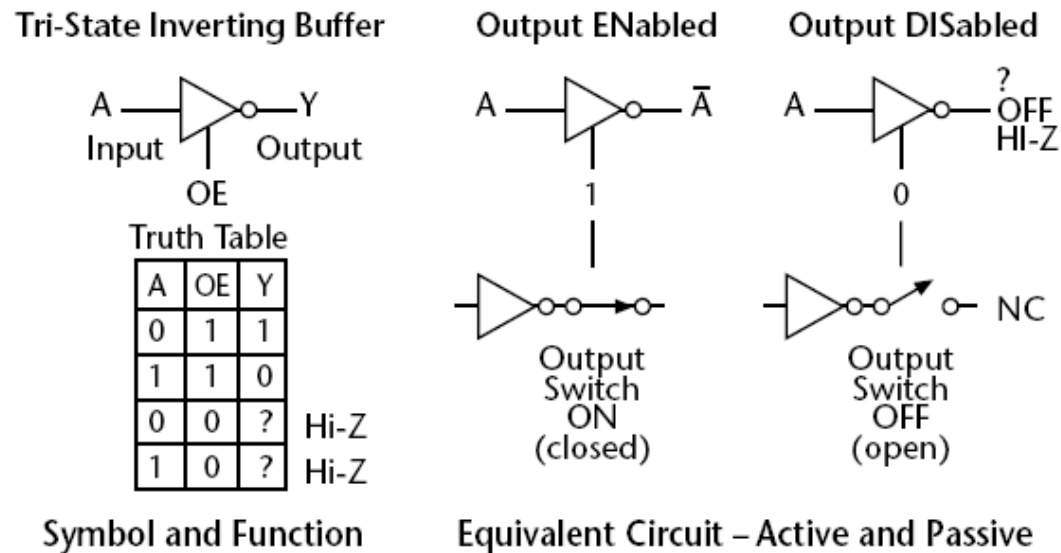 Tri-State Inverting Buffer
A
Y
Input
Output
OE
Truth Table
A OE Y
0 1 1
1 1 0
0 0 ? Hi-Z
1 0 ? Hi-Z
Symbol and Function
Output ENabled
A
A̅
1
Output
Switch
ON
(closed)
Output DISabled
A
?
OFF
HI-Z
0
NC
Output
Switch
OFF
(open)
Equivalent Circuit – Active and Passive